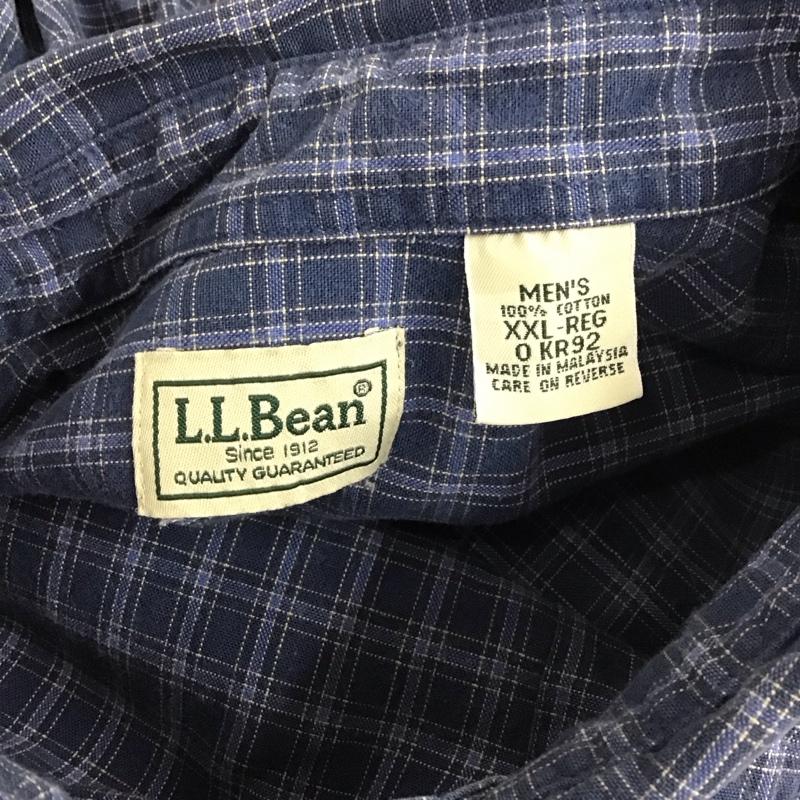 L.L.Bean®
Since 1912
QUALITY GUARANTEED
MEN'S
100% COTTON
XXL-REG
0 KR92
MADE IN MALAYSIA
CARE ON REVERSE